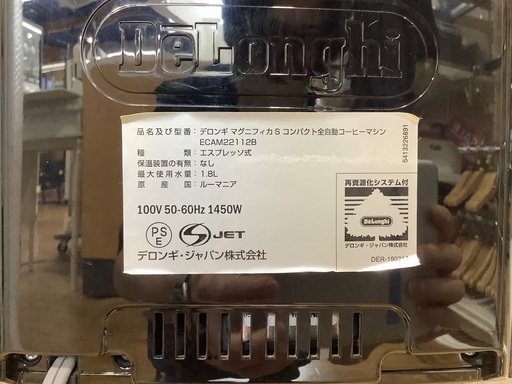 DeLonghi
品名及び型番：デロンギ マグニフィカS コンパクト全自動コーヒーマシン
ECAM22112B
種類：エスプレッソ式
保温装置の有無：なし
最大使用水量：1.8L
原産国：ルーマニア
100V 50-60Hz 1450W
PS
E
JET
デロンギ・ジャパン株式会社
5413226891
再資源化システム付
DeLonghi
デロンギ・ジャパン株式会社